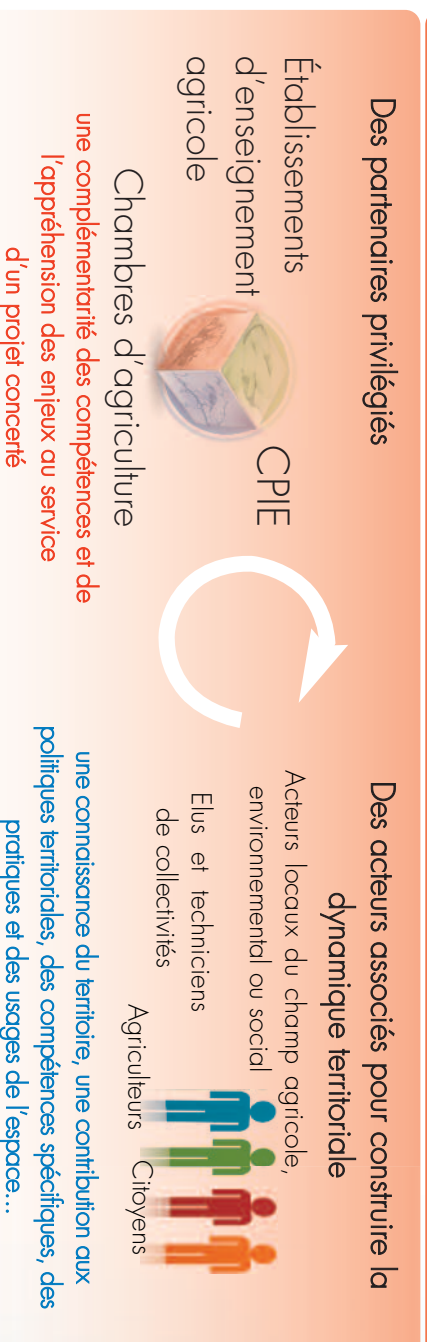 Des partenaires privilégiés
Établissements
d'enseignement
agricole
CPIE
Chambres d'agriculture
une complémentarité des compétences et de
l'appréhension des enjeux au service
d'un projet concerté
Des acteurs associés pour construire la
dynamique territoriale
Acteurs locaux du champ agricole,
environnemental ou social
Elus et techniciens
de collectivités
Agriculteurs
Citoyens
une connaissance du territoire, une contribution aux
politiques territoriales, des compétences spécifiques, des
pratiques et des usages de l'espace...